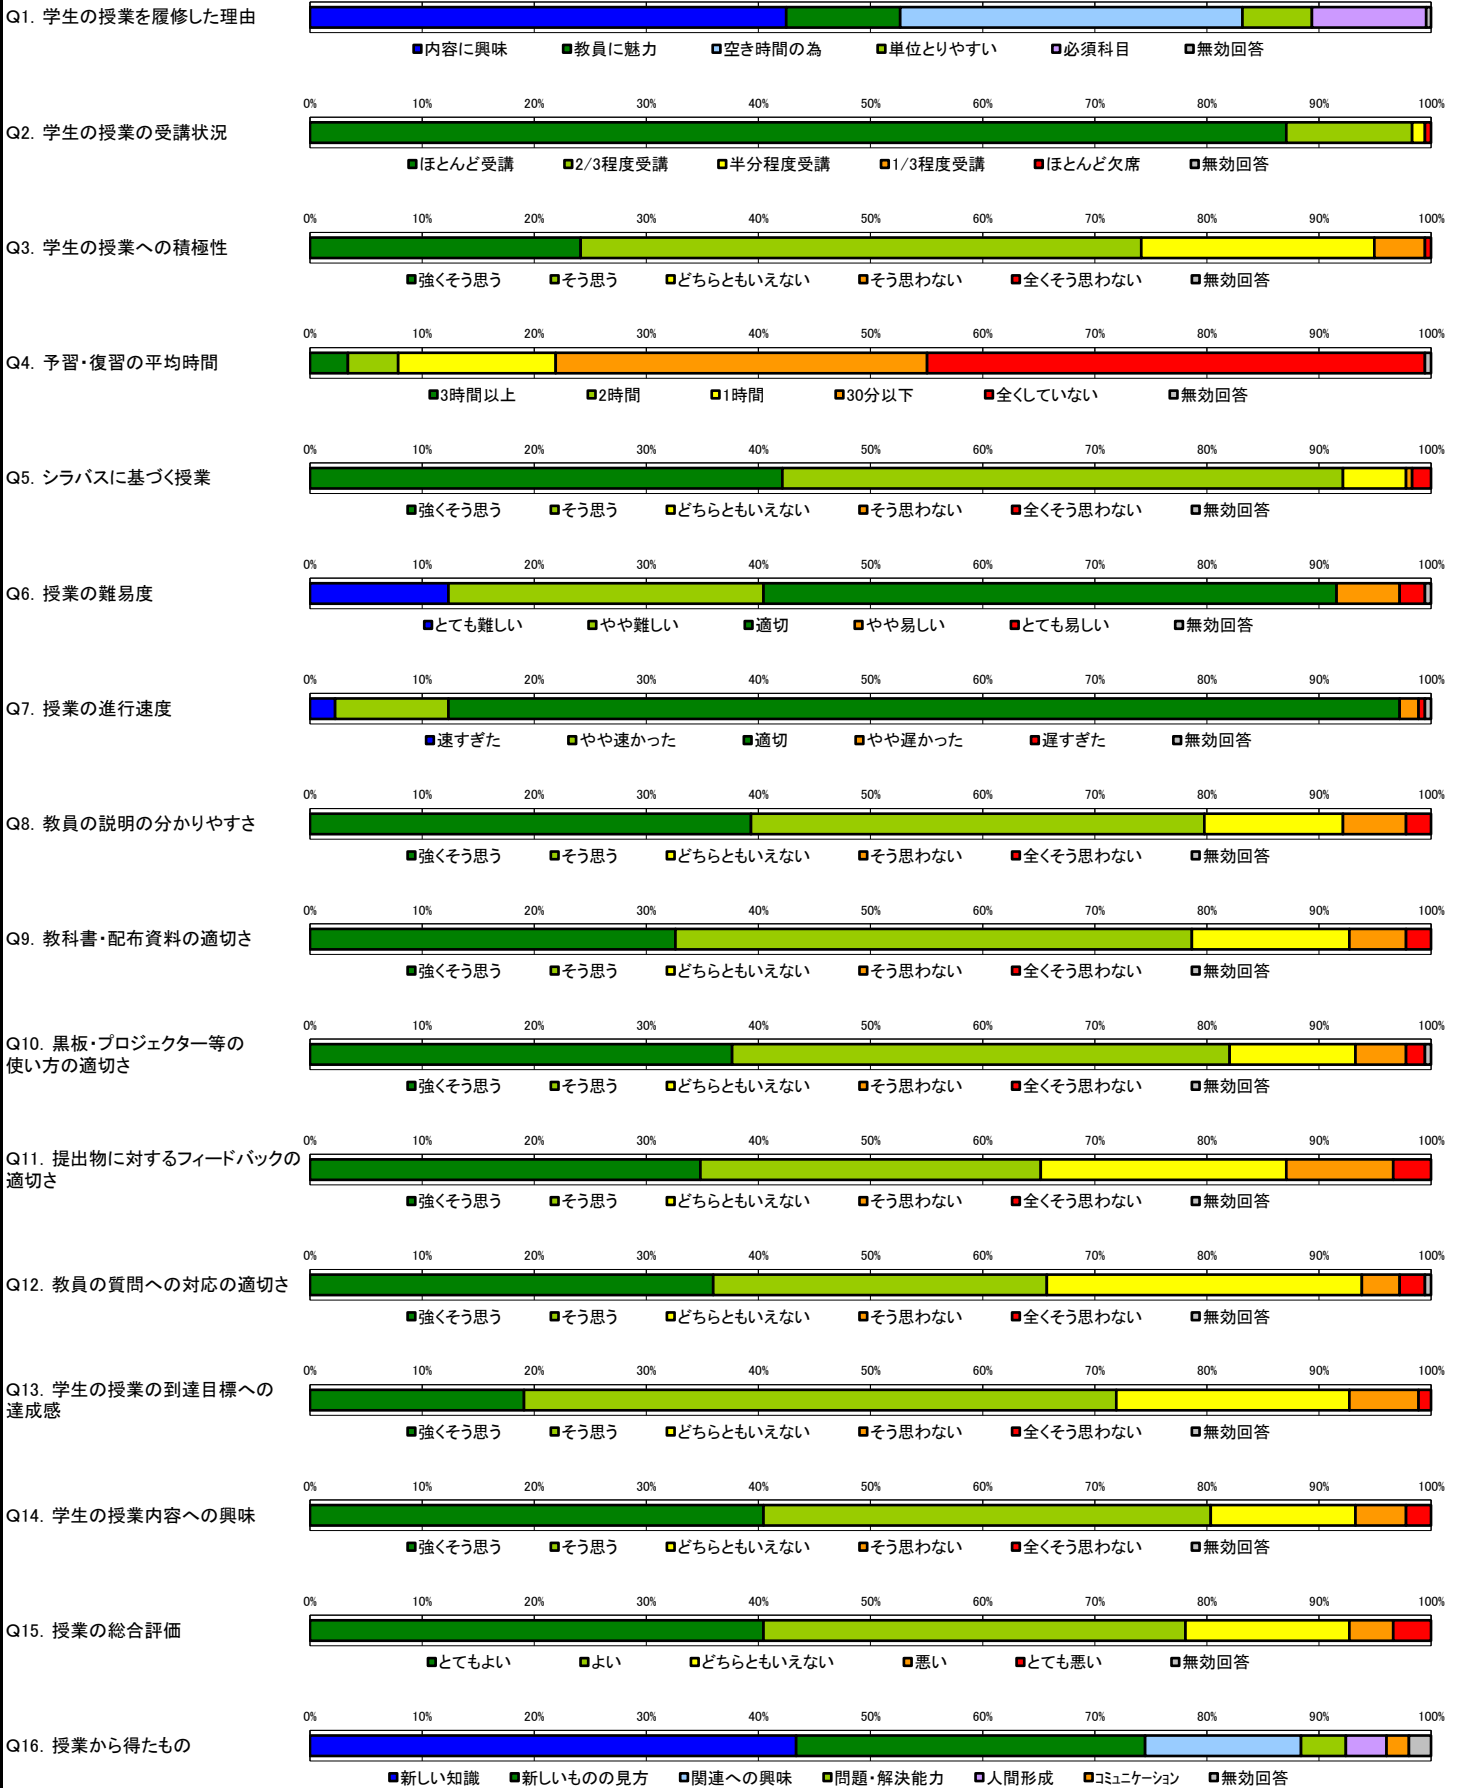 Q1. 学生の授業を履修した理由
内容に興味 教員に魅力 空き時間の為 単位とりやすい 必須科目 無効回答
0% 10% 20% 30% 40% 50% 60% 70% 80% 90% 100%
Q2. 学生の授業の受講状況
ほとんど受講 2/3程度受講 半分程度受講 1/3程度受講 ほとんど欠席 無効回答
0% 10% 20% 30% 40% 50% 60% 70% 80% 90% 100%
Q3. 学生の授業への積極性
強くそう思う そう思う どちらともいえない そう思わない 全くそう思わない 無効回答
0% 10% 20% 30% 40% 50% 60% 70% 80% 90% 100%
Q4. 予習・復習の平均時間
3時間以上 2時間 1時間 30分以下 全くしていない 無効回答
0% 10% 20% 30% 40% 50% 60% 70% 80% 90% 100%
Q5. シラバスに基づく授業
強くそう思う そう思う どちらともいえない そう思わない 全くそう思わない 無効回答
0% 10% 20% 30% 40% 50% 60% 70% 80% 90% 100%
Q6. 授業の難易度
とても難しい やや難しい 適切 やや易しい とても易しい 無効回答
0% 10% 20% 30% 40% 50% 60% 70% 80% 90% 100%
Q7. 授業の進行速度
速すぎた やや速かった 適切 やや遅かった 遅すぎた 無効回答
0% 10% 20% 30% 40% 50% 60% 70% 80% 90% 100%
Q8. 教員の説明の分かりやすさ
強くそう思う そう思う どちらともいえない そう思わない 全くそう思わない 無効回答
0% 10% 20% 30% 40% 50% 60% 70% 80% 90% 100%
Q9. 教科書・配布資料の適切さ
強くそう思う そう思う どちらともいえない そう思わない 全くそう思わない 無効回答
0% 10% 20% 30% 40% 50% 60% 70% 80% 90% 100%
Q10. 黒板・プロジェクター等の
使い方の適切さ
強くそう思う そう思う どちらともいえない そう思わない 全くそう思わない 無効回答
0% 10% 20% 30% 40% 50% 60% 70% 80% 90% 100%
Q11. 提出物に対するフィードバックの
適切さ
強くそう思う そう思う どちらともいえない そう思わない 全くそう思わない 無効回答
0% 10% 20% 30% 40% 50% 60% 70% 80% 90% 100%
Q12. 教員の質問への対応の適切さ
強くそう思う そう思う どちらともいえない そう思わない 全くそう思わない 無効回答
0% 10% 20% 30% 40% 50% 60% 70% 80% 90% 100%
Q13. 学生の授業の到達目標への
達成感
強くそう思う そう思う どちらともいえない そう思わない 全くそう思わない 無効回答
0% 10% 20% 30% 40% 50% 60% 70% 80% 90% 100%
Q14. 学生の授業内容への興味
強くそう思う そう思う どちらともいえない そう思わない 全くそう思わない 無効回答
0% 10% 20% 30% 40% 50% 60% 70% 80% 90% 100%
Q15. 授業の総合評価
とてもよい よい どちらともいえない 悪い とても悪い 無効回答
0% 10% 20% 30% 40% 50% 60% 70% 80% 90% 100%
Q16. 授業から得たもの
新しい知識 新しいものの見方 関連への興味 問題・解決能力 人間形成 コミュニケーション 無効回答